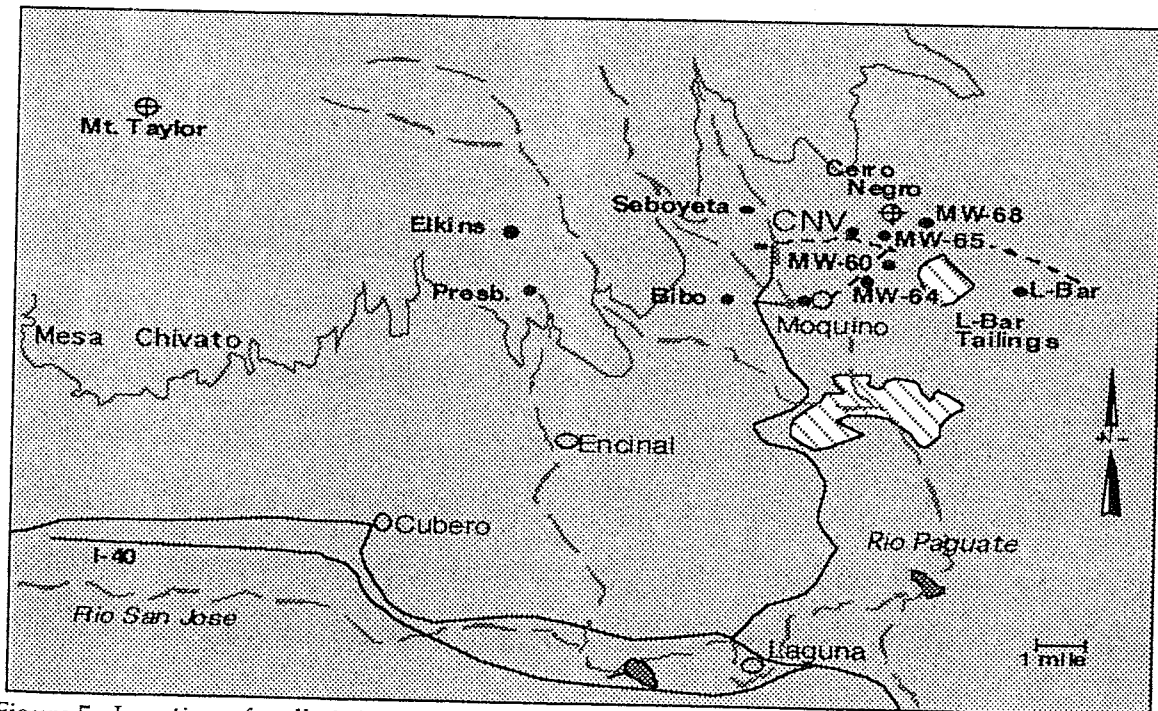 Mt. Taylor
Cerro
Negro
Seboyeta
CNV
MW-68
Elkins
MW-65
MW-60
Presb.
Bibo
MW-64
L-Bar
Moquino
L-Bar
Tailings
Mesa Chivato
Encinal
N
Cubero
I-40
Rio Paguate
Rio San Jose
Laguna
1 mile